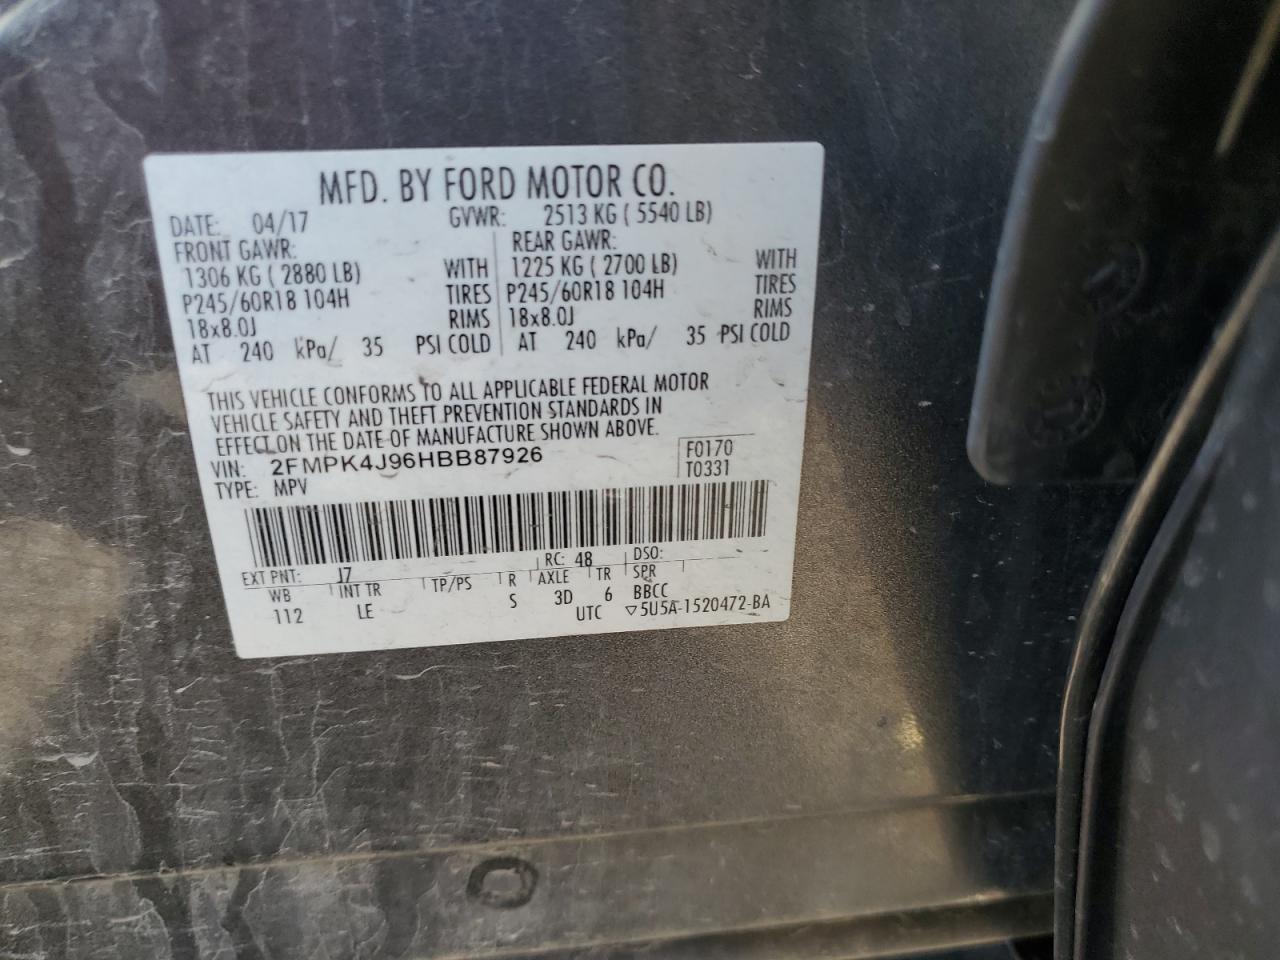 MFD. BY FORD MOTOR CO.
DATE: 04/17 GVWR: 2513 KG ( 5540 LB)
FRONT GAWR: REAR GAWR:
1306 KG ( 2880 LB) WITH 1225 KG ( 2700 LB) WITH
P245/60R18 104H TIRES P245/60R18 104H TIRES
18x8.0J RIMS 18x8.0J RIMS
AT 240 kPa/ 35 PSI COLD AT 240 kPa/ 35 PSI COLD
THIS VEHICLE CONFORMS TO ALL APPLICABLE FEDERAL MOTOR
VEHICLE SAFETY AND THEFT PREVENTION STANDARDS IN
EFFECT ON THE DATE OF MANUFACTURE SHOWN ABOVE.
VIN: 2FMPK4J96HBB87926 F0170
TYPE: MPV T0331
EXT PNT: J7 RC: 48 DSO:
WB INT TR TP/PS R AXLE TR SPR
112 LE S 3D 6 BBCC
UTC ▽5U5A-1520472-BA